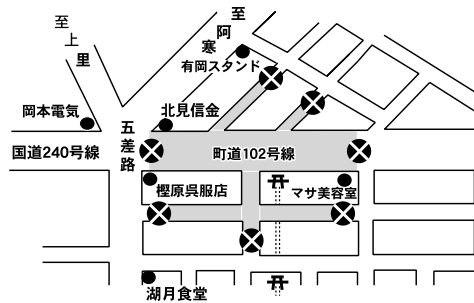 至阿寒
至上里
有岡スタンド
岡本電気
北見信金
五差路
国道240号線
町道102号線
樫原呉服店
マサ美容室
湖月食堂